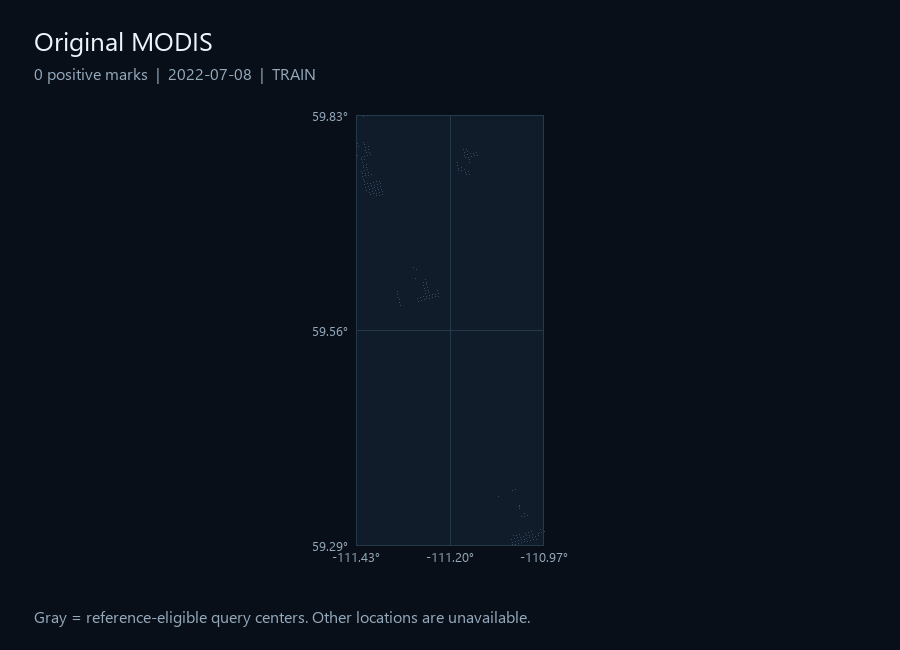 Original MODIS
0 positive marks | 2022-07-08 | TRAIN
59.83°
59.56°
59.29°
-111.43° -111.20° -110.97°
Gray = reference-eligible query centers. Other locations are unavailable.